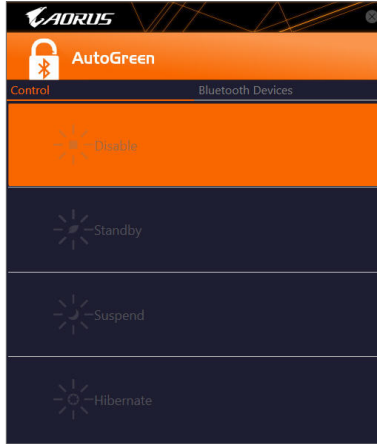 AORUS
AutoGreen
Control Bluetooth Devices
Disable
Standby
Suspend
Hibernate